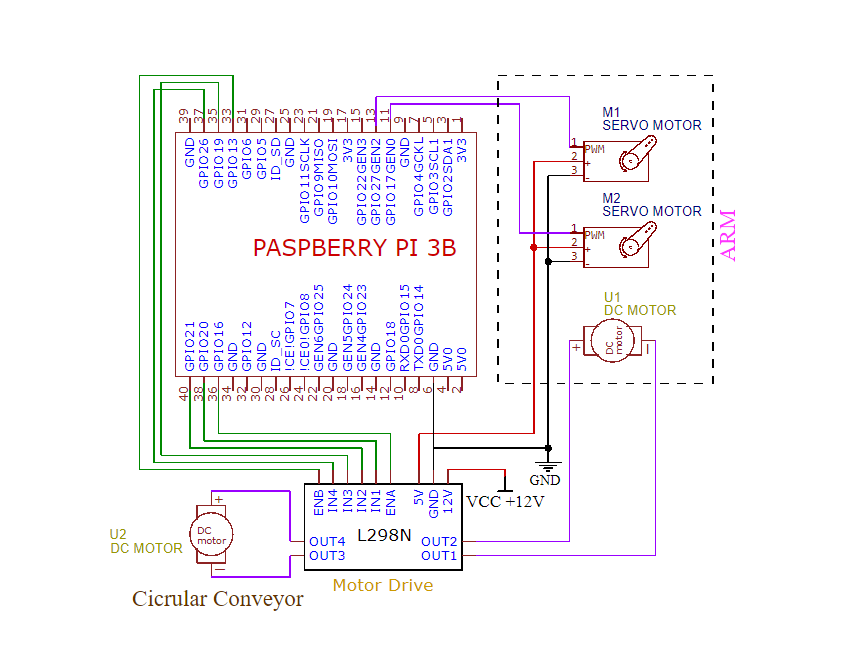 39
37
35
33
31
29
27
25
23
21
19
17
15
13
11
9
7
5
3
1
GND
GPIO26
GPIO19
GPIO13
GPIO6
GPIO5
ID_SD
GND
GPIO11SCLK
GPIO9MISO
GPIO10MOSI
3V3
GPIO22GEN3
GPIO27GEN2
GPIO17GEN0
GND
GPIO4GCKL
GPIO3SCL1
GPIO2SDA1
3V3
PASPBERRY PI 3B
GPIO21
GPIO20
GPIO16
GND
GPIO12
GND
ID_SC
!CE!GPIO7
!CE0!GPIO8
GEN6GPIO25
GND
GEN5GPIO24
GEN4GPIO23
GND
GPIO18
RXD0GPIO15
TXD0GPIO14
GND
5V0
5V0
40
38
36
34
32
30
28
26
24
22
20
18
16
14
12
10
8
6
4
2
M1
SERVO MOTOR
1
2
3
PWM
+
-
M2
SERVO MOTOR
1
2
3
PWM
+
-
ARM
U1
DC MOTOR
+
DC
motor
-
GND
VCC +12V
ENB
IN4
IN3
IN2
IN1
ENA
5V
GND
12V
L298N
OUT4
OUT3
OUT2
OUT1
Motor Drive
U2
DC MOTOR
+
DC
motor
-
Cicrular Conveyor